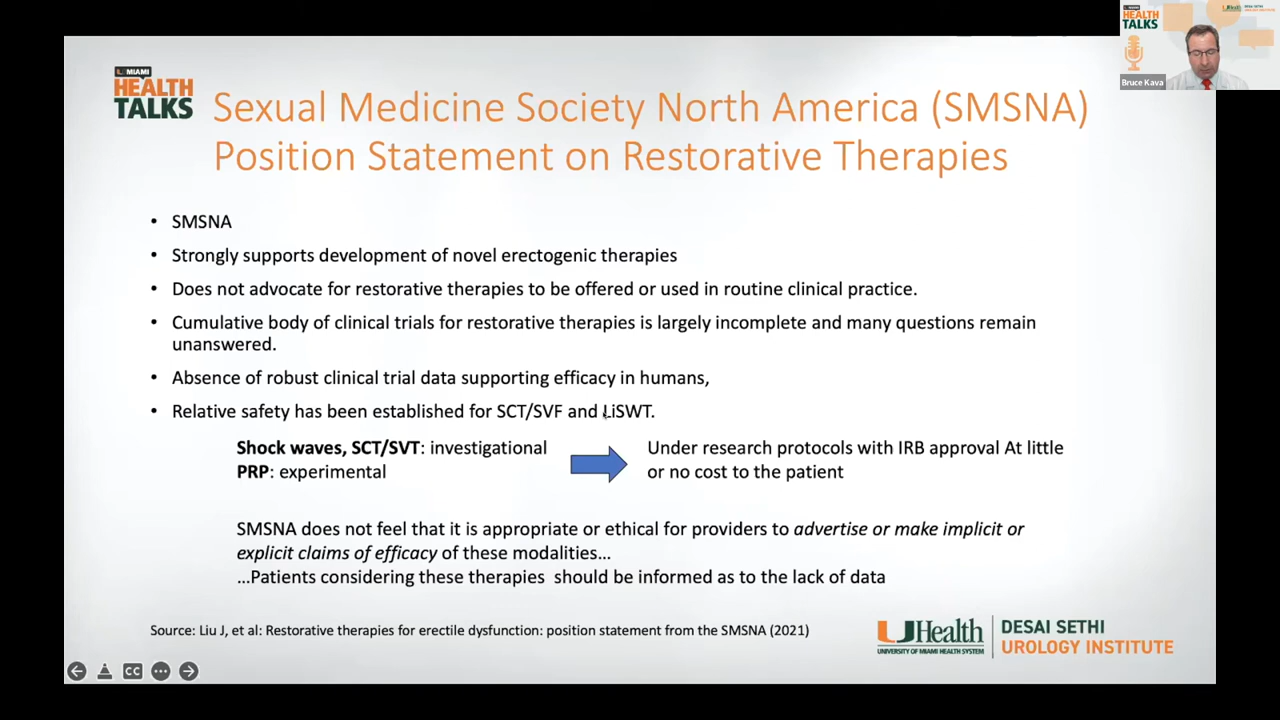 MIAMI
HEALTH
TALKS
Sexual Medicine Society North America (SMSNA)
Position Statement on Restorative Therapies
• SMSNA
• Strongly supports development of novel erectogenic therapies
• Does not advocate for restorative therapies to be offered or used in routine clinical practice.
• Cumulative body of clinical trials for restorative therapies is largely incomplete and many questions remain
unanswered.
• Absence of robust clinical trial data supporting efficacy in humans,
• Relative safety has been established for SCT/SVF and LiSWT.
Shock waves, SCT/SVT: investigational
PRP: experimental
Under research protocols with IRB approval At little
or no cost to the patient
SMSNA does not feel that it is appropriate or ethical for providers to advertise or make implicit or
explicit claims of efficacy of these modalities…
…Patients considering these therapies should be informed as to the lack of data
Source: Liu J, et al: Restorative therapies for erectile dysfunction: position statement from the SMSNA (2021)
UHealth
UNIVERSITY OF MIAMI HEALTH SYSTEM
DESAI SETHI
UROLOGY INSTITUTE
CC
HEALTH
TALKS
UHealth
Bruce Kava